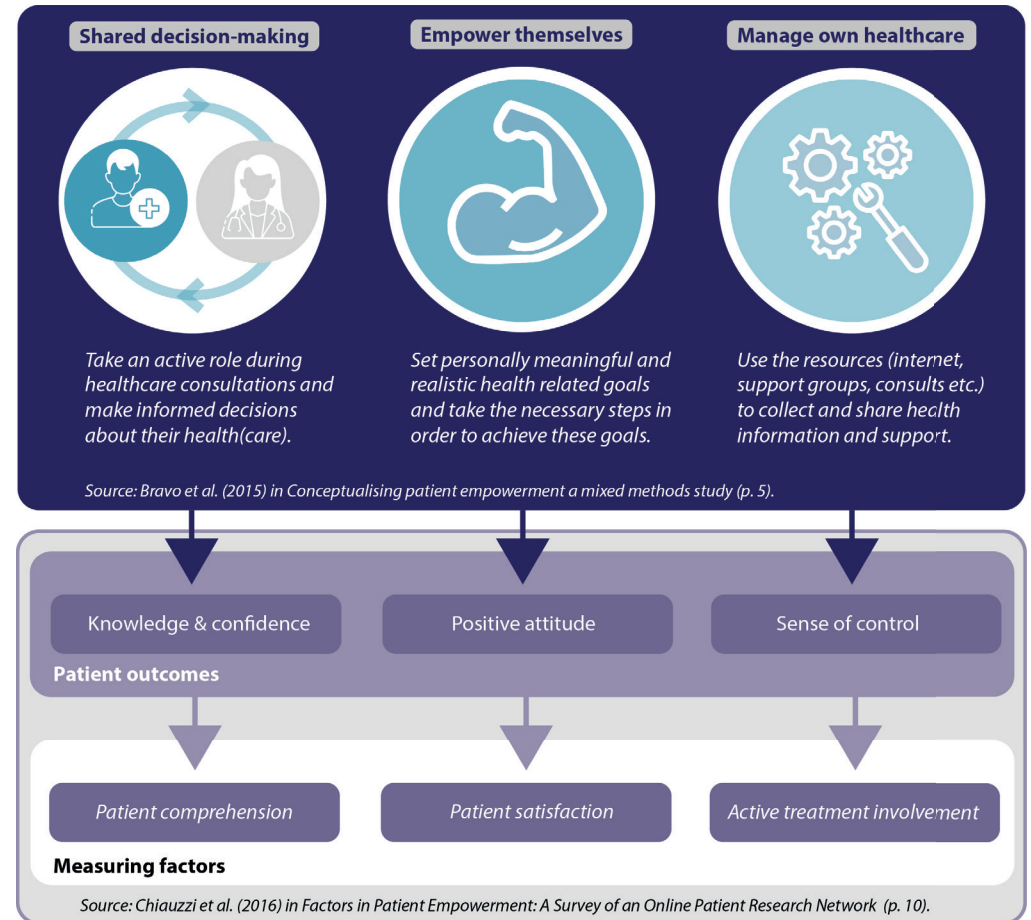 Shared decision-making
Empower themselves
Manage own healthcare
Take an active role during
healthcare consultations and
make informed decisions
about their health(care).
Set personally meaningful and
realistic health related goals
and take the necessary steps in
order to achieve these goals.
Use the resources (internet,
support groups, consults etc.)
to collect and share health
information and support.
Source: Bravo et al. (2015) in Conceptualising patient empowerment a mixed methods study (p. 5).
Knowledge & confidence
Positive attitude
Sense of control
Patient outcomes
Patient comprehension
Patient satisfaction
Active treatment involvement
Measuring factors
Source: Chiauzzi et al. (2016) in Factors in Patient Empowerment: A Survey of an Online Patient Research Network (p. 10).